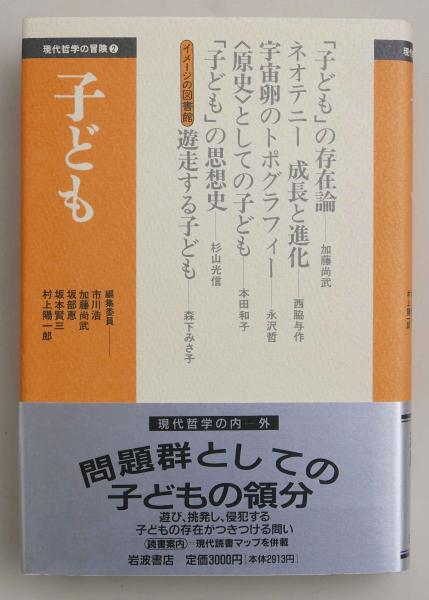 現代哲学の冒険②
子ども
「子ども」の存在論――加藤尚武
ネオテニー 成長と進化――西脇与作
宇宙卵のトポグラフィー――永沢哲
〈原史〉としての子ども――本田和子
「子ども」の思想史――杉山光信
イメージの図書館 遊走する子ども――森下みさ子
編集委員――
市川浩
加藤尚武
坂部恵
坂本賢三
村上陽一郎
現代哲学の内―外
問題群としての
子どもの領分
遊び、挑発し、侵犯する
子どもの存在がつきつける問い
〈読書案内〉=現代読書マップを併載
岩波書店 定価3000円[本体2913円]